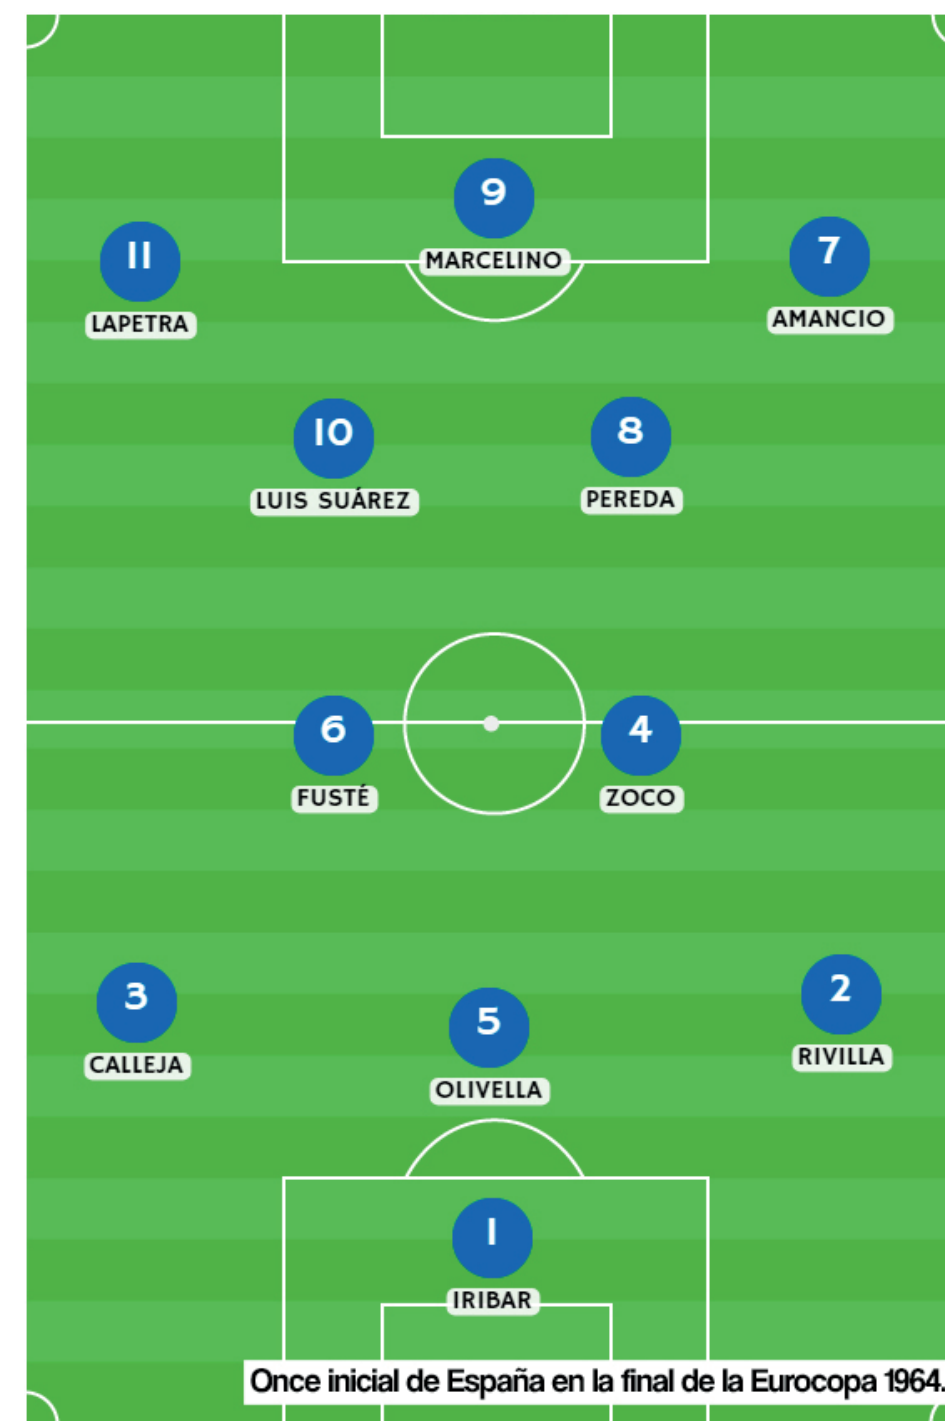 9
MARCELINO
11
LAPETRA
7
AMANCIO
10
LUIS SUÁREZ
8
PEREDA
6
FUSTÉ
4
ZOCO
3
CALLEJA
5
OLIVELLA
2
RIVILLA
1
IRIBAR
Once inicial de España en la final de la Eurocopa 1964.